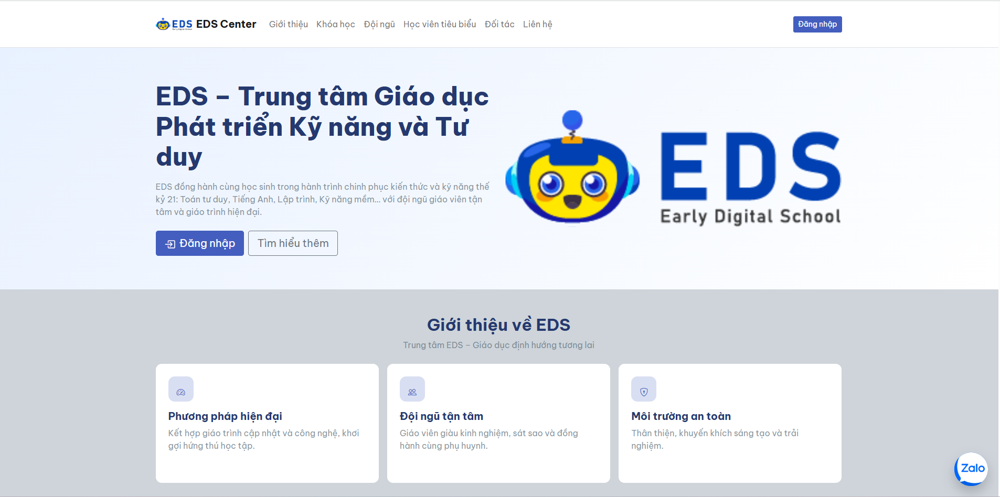 EDS
Early Digital School
EDS Center
Giới thiệu
Khóa học
Đội ngũ
Học viên tiêu biểu
Đối tác
Liên hệ
Đăng nhập
EDS – Trung tâm Giáo dục
Phát triển Kỹ năng và Tư
duy
EDS đồng hành cùng học sinh trong hành trình chinh phục kiến thức và kỹ năng thế
kỷ 21: Toán tư duy, Tiếng Anh, Lập trình, Kỹ năng mềm… với đội ngũ giáo viên tận
tâm và giáo trình hiện đại.
Đăng nhập
Tìm hiểu thêm
EDS
Early Digital School
Giới thiệu về EDS
Trung tâm EDS – Giáo dục định hướng tương lai
Phương pháp hiện đại
Kết hợp giáo trình cập nhật và công nghệ, khơi
gợi hứng thú học tập.
Đội ngũ tận tâm
Giáo viên giàu kinh nghiệm, sát sao và đồng
hành cùng phụ huynh.
Môi trường an toàn
Thân thiện, khuyến khích sáng tạo và trải
nghiệm.
Zalo